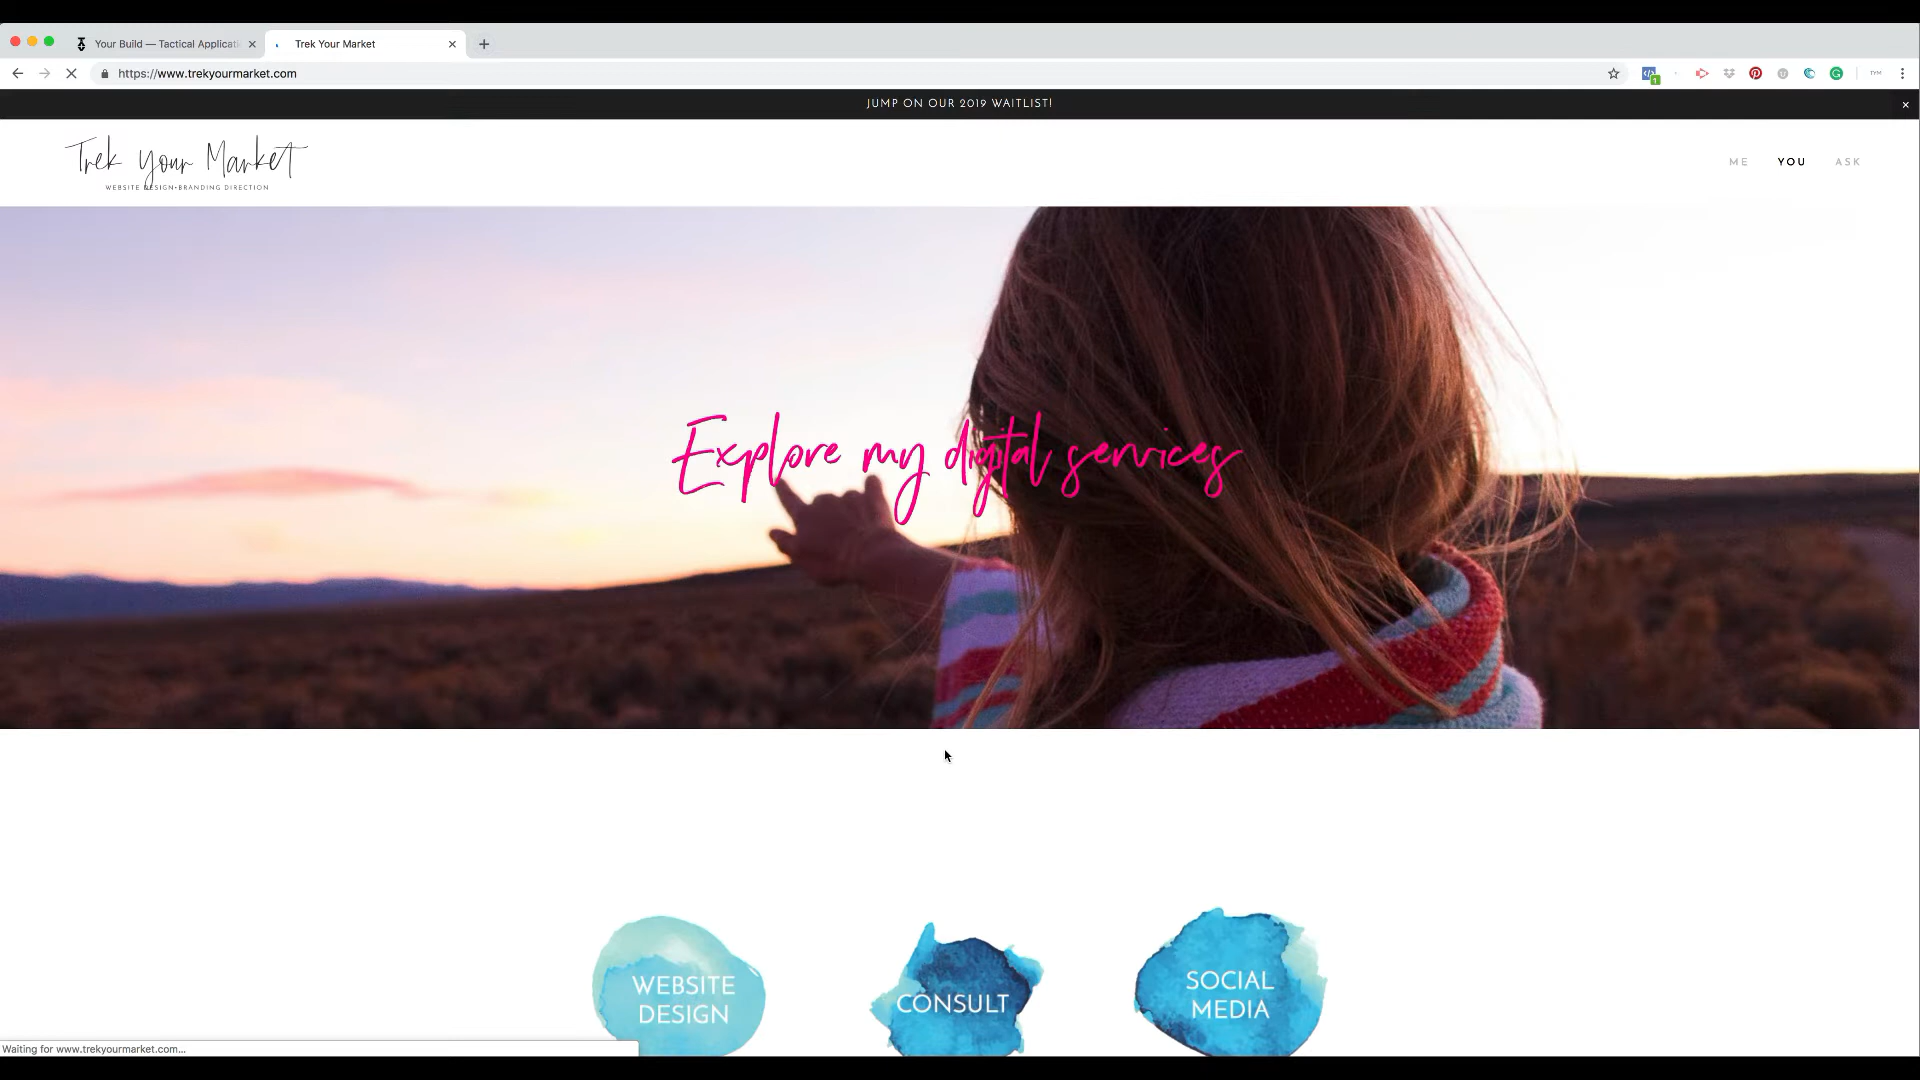 Your Build — Tactical Applicati
Trek Your Market
https://www.trekyourmarket.com
TYM
JUMP ON OUR 2019 WAITLIST!
Trek Your Market
WEBSITE DESIGN•BRANDING DIRECTION
ME YOU ASK
Explore my digital services
WEBSITE
DESIGN
CONSULT
SOCIAL
MEDIA
Waiting for www.trekyourmarket.com...